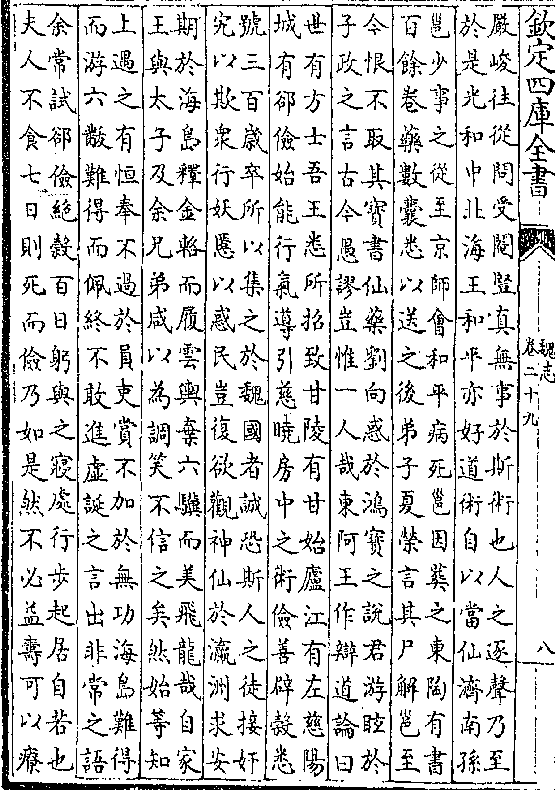 欽定四庫全書
魏志
卷二十九
八
嚴峻往從問受閹豎真無事於斯術也人之逐聲乃至
於是光和中北海王和平亦好道術自以當仙濟南孫
邕少事之從至京師會和平病死邕因葬之東陶有書
百餘卷藥數囊悉以送之後弟子夏榮言其尸解邕至
今恨不取其寶書仙藥劉向惑於鴻寶之說君游眩於
子政之言古今愚謬豈惟一人哉東阿王作辯道論曰
世有方士吾王悉所招致甘陵有甘始廬江有左慈陽
城有郤儉始能行氣導引慈曉房中之術儉善辟榖悉
號三百歲卒所以集之於魏國者誠恐斯人之徒接奸
宄以欺衆行妖慝以惑民豈復欲觀神仙於瀛洲求安
期於海島釋金輅而履雲輿棄六驥而美飛龍哉自家
王與太子及余兄弟咸以為調笑不信之矣然始等知
上遇之有恒奉不過於員吏賞不加於無功海島難得
而游六黻難得而佩終不敢進虛誕之言出非常之語
余常試郤儉絶榖百日躬與之寢處行步起居自若也
夫人不食七日則死而儉乃如是然不必益壽可以療